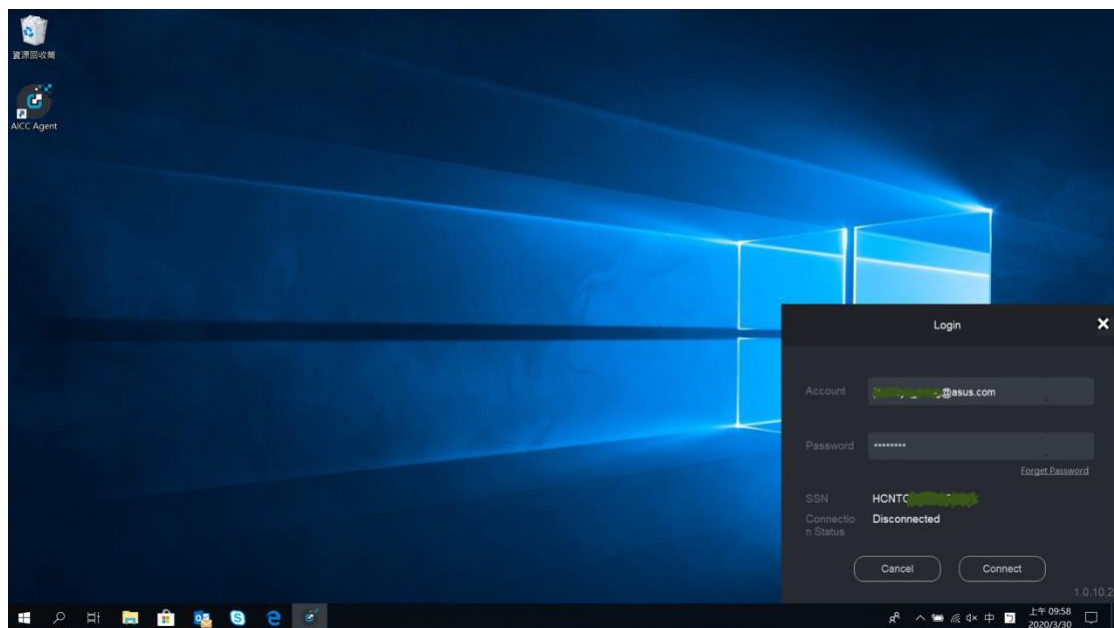 資源回收筒
AICC Agent
Login
Account
@asus.com
Password
••••••••
Forget Password
SSN
HCNTC
Connectio
n Status
Disconnected
Cancel
Connect
1.0.10.2
中
上午 09:58
2020/3/30